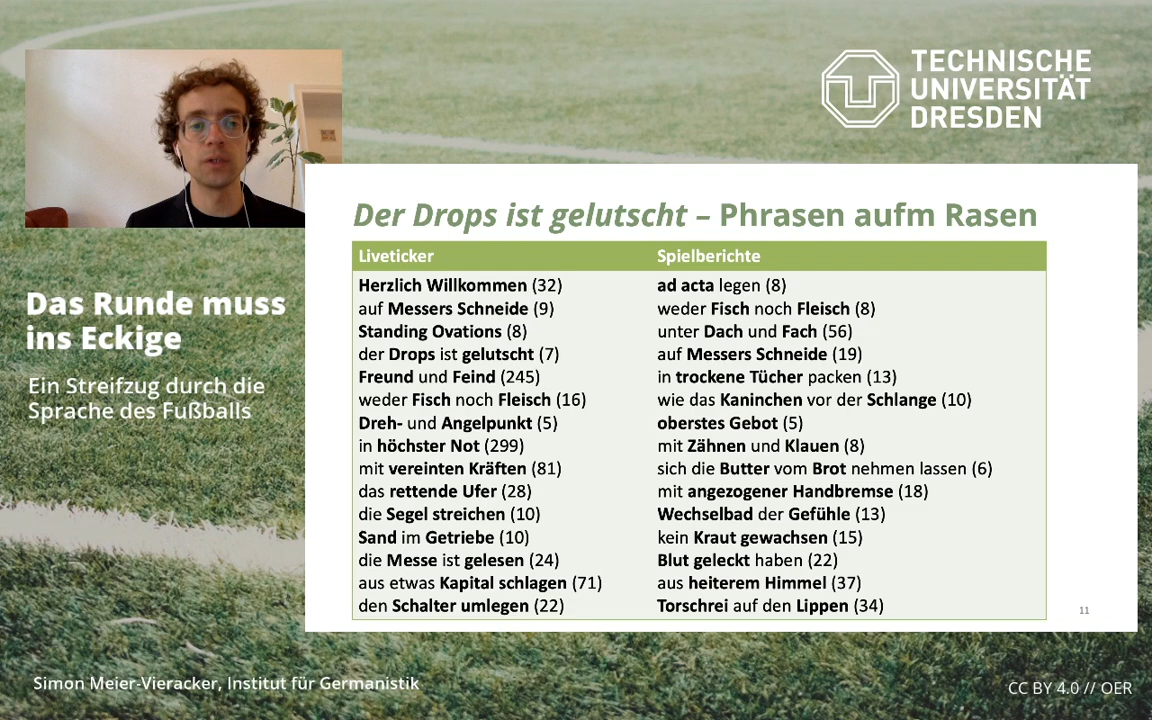 TECHNISCHE
UNIVERSITÄT
DRESDEN
Der Drops ist gelutscht – Phrasen aufm Rasen
Liveticker
Herzlich Willkommen (32)
auf Messers Schneide (9)
Standing Ovations (8)
der Drops ist gelutscht (7)
Freund und Feind (245)
weder Fisch noch Fleisch (16)
Dreh- und Angelpunkt (5)
in höchster Not (299)
mit vereinten Kräften (81)
das rettende Ufer (28)
die Segel streichen (10)
Sand im Getriebe (10)
die Messe ist gelesen (24)
aus etwas Kapital schlagen (71)
den Schalter umlegen (22)
Spielberichte
ad acta legen (8)
weder Fisch noch Fleisch (8)
unter Dach und Fach (56)
auf Messers Schneide (19)
in trockene Tücher packen (13)
wie das Kaninchen vor der Schlange (10)
oberstes Gebot (5)
mit Zähnen und Klauen (8)
sich die Butter vom Brot nehmen lassen (6)
mit angezogener Handbremse (18)
Wechselbad der Gefühle (13)
kein Kraut gewachsen (15)
Blut geleckt haben (22)
aus heiterem Himmel (37)
Torschrei auf den Lippen (34)
11
Das Runde muss
ins Eckige
Ein Streifzug durch die
Sprache des Fußballs
Simon Meier-Vieracker, Institut für Germanistik
CC BY 4.0 // OER